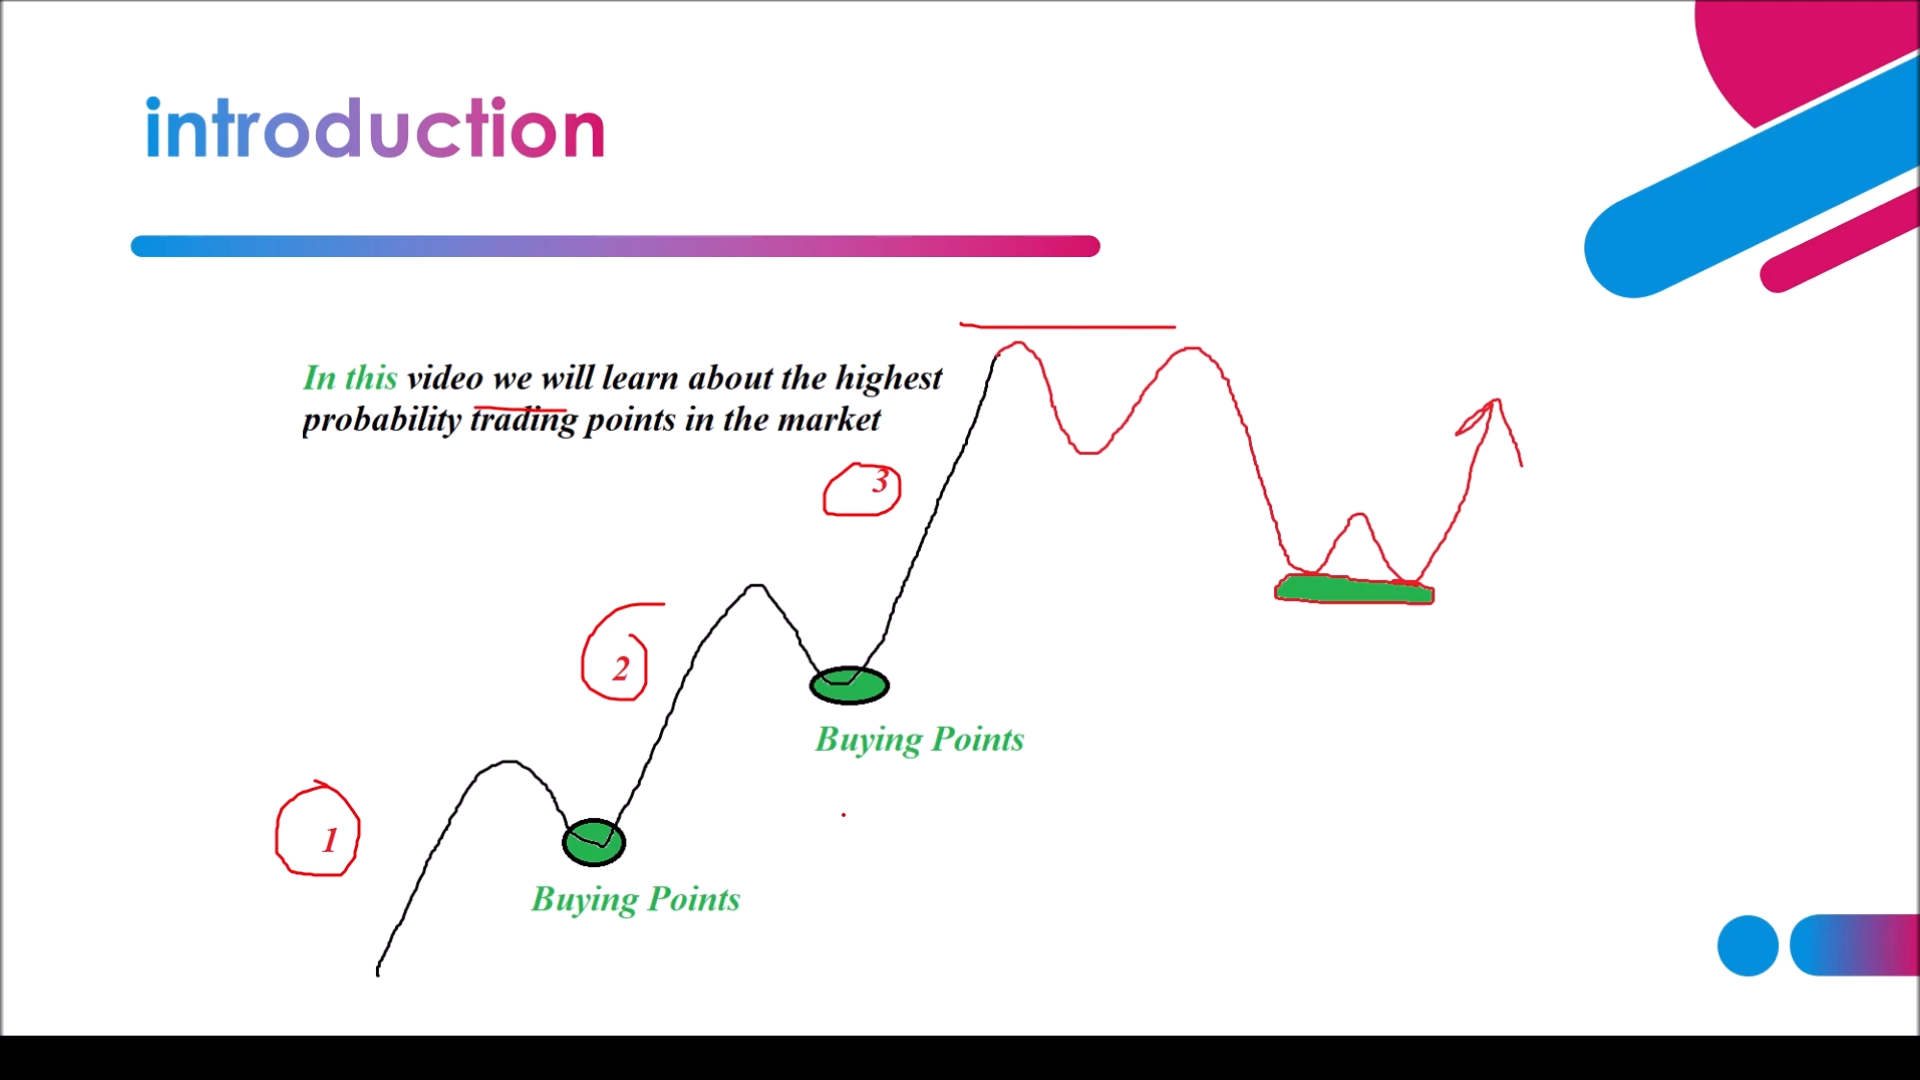 introduction
In this video we will learn about the highest
probability trading points in the market
3
2
Buying Points
1
Buying Points